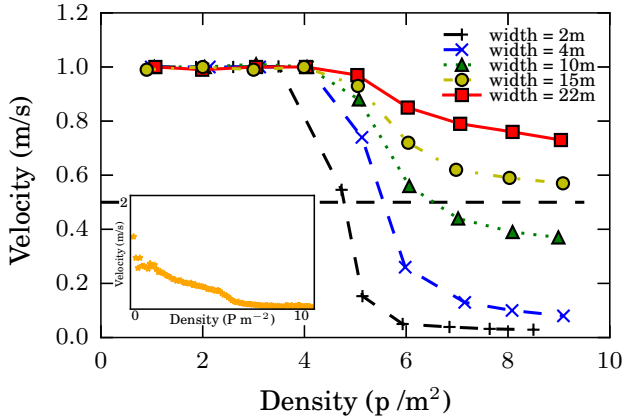 1.2
1.0
0.8
0.6
0.4
0.2
0.0
Velocity (m/s)
0
2
4
6
8
10
Density (p /m²)
width = 2m
width = 4m
width = 10m
width = 15m
width = 22m
2
Velocity (m/s)
0
10
Density (P m⁻²)